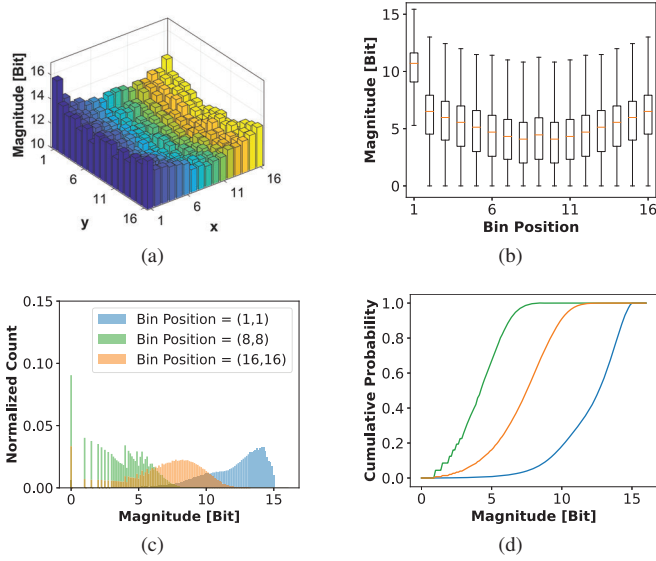 Magnitude [Bit]
16
14
12
10
1
6
11
16
y
1
6
11
16
x
(a)
Magnitude [Bit]
15
10
5
0
1
6
11
16
Bin Position
(b)
Normalized Count
0.15
0.10
0.05
0.00
Bin Position = (1,1)
Bin Position = (8,8)
Bin Position = (16,16)
0
5
10
15
Magnitude [Bit]
(c)
Cumulative Probability
1.0
0.8
0.6
0.4
0.2
0.0
0
5
10
15
Magnitude [Bit]
(d)